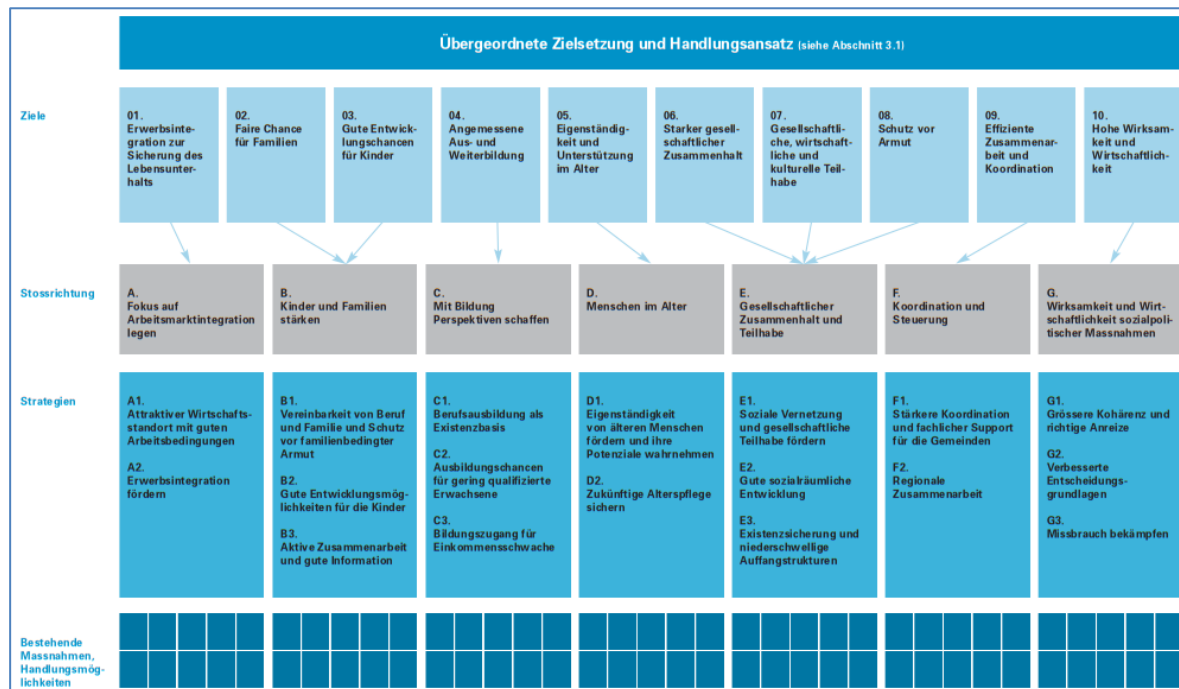 Übergeordnete Zielsetzung und Handlungsansatz (siehe Abschnitt 3.1)
Ziele
01.
Erwerbsinte-
gration zur
Sicherung des
Lebensunter-
halts
02.
Faire Chance
für Familien
03.
Gute Entwick-
lungschancen
für Kinder
04.
Angemessene
Aus- und
Weiterbildung
05.
Eigenständig-
keit und
Unterstützung
im Alter
06.
Starker gesell-
schaftlicher
Zusammenhalt
07.
Gesellschaftli-
che, wirtschaft-
liche und
kulturelle Teil-
habe
08.
Schutz vor
Armut
09.
Effiziente
Zusammenar-
beit und
Koordination
10.
Hohe Wirksam-
keit und
Wirtschaftlich-
keit
Stossrichtung
A.
Fokus auf
Arbeitsmarktintegration
legen
B.
Kinder und Familien
stärken
C.
Mit Bildung
Perspektiven schaffen
D.
Menschen im Alter
E.
Gesellschaftlicher
Zusammenhalt und
Teilhabe
F.
Koordination und
Steuerung
G.
Wirksamkeit und Wirt-
schaftlichkeit sozialpoli-
tischer Massnahmen
Strategien
A1.
Attraktiver Wirtschafts-
standort mit guten
Arbeitsbedingungen
A2.
Erwerbsintegration
fördern
B1.
Vereinbarkeit von Beruf
und Familie und Schutz
vor familienbedingter
Armut
B2.
Gute Entwicklungsmög-
lichkeiten für die Kinder
B3.
Aktive Zusammenarbeit
und gute Information
C1.
Berufsausbildung als
Existenzbasis
C2.
Ausbildungschancen
für gering qualifizierte
Erwachsene
C3.
Bildungszugang für
Einkommensschwache
D1.
Eigenständigkeit
von älteren Menschen
fördern und ihre
Potenziale wahrnehmen
D2.
Zukünftige Alterspflege
sichern
E1.
Soziale Vernetzung
und gesellschaftliche
Teilhabe fördern
E2.
Gute sozialräumliche
Entwicklung
E3.
Existenzsicherung und
niederschwellige
Auffangstrukturen
F1.
Stärkere Koordination
und fachlicher Support
für die Gemeinden
F2.
Regionale
Zusammenarbeit
G1.
Grössere Kohärenz und
richtige Anreize
G2.
Verbesserte
Entscheidungs-
grundlagen
G3.
Missbrauch bekämpfen
Bestehende
Massnahmen,
Handlungsmög-
lichkeiten